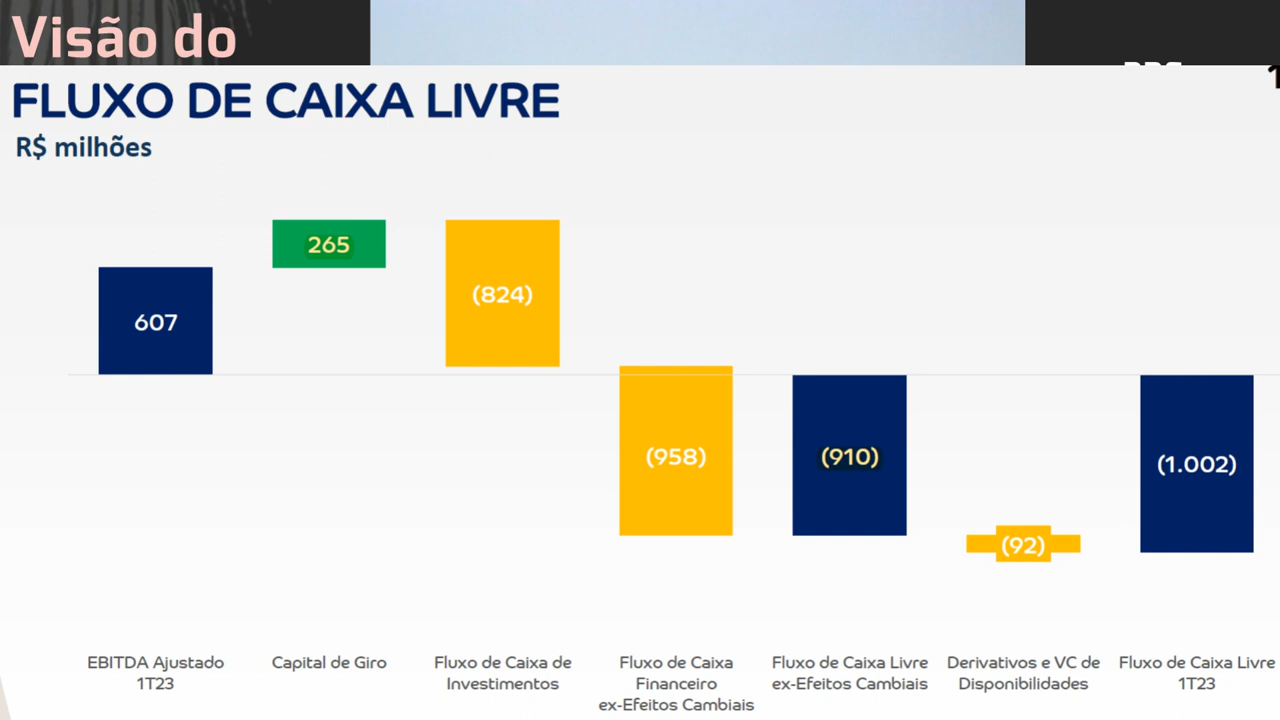 Visão do
FLUXO DE CAIXA LIVRE
R$ milhões
607
265
(824)
(958)
(910)
(92)
(1.002)
EBITDA Ajustado
1T23
Capital de Giro
Fluxo de Caixa de
Investimentos
Fluxo de Caixa
Financeiro
ex-Efeitos Cambiais
Fluxo de Caixa Livre
ex-Efeitos Cambiais
Derivativos e VC de
Disponibilidades
Fluxo de Caixa Livre
1T23